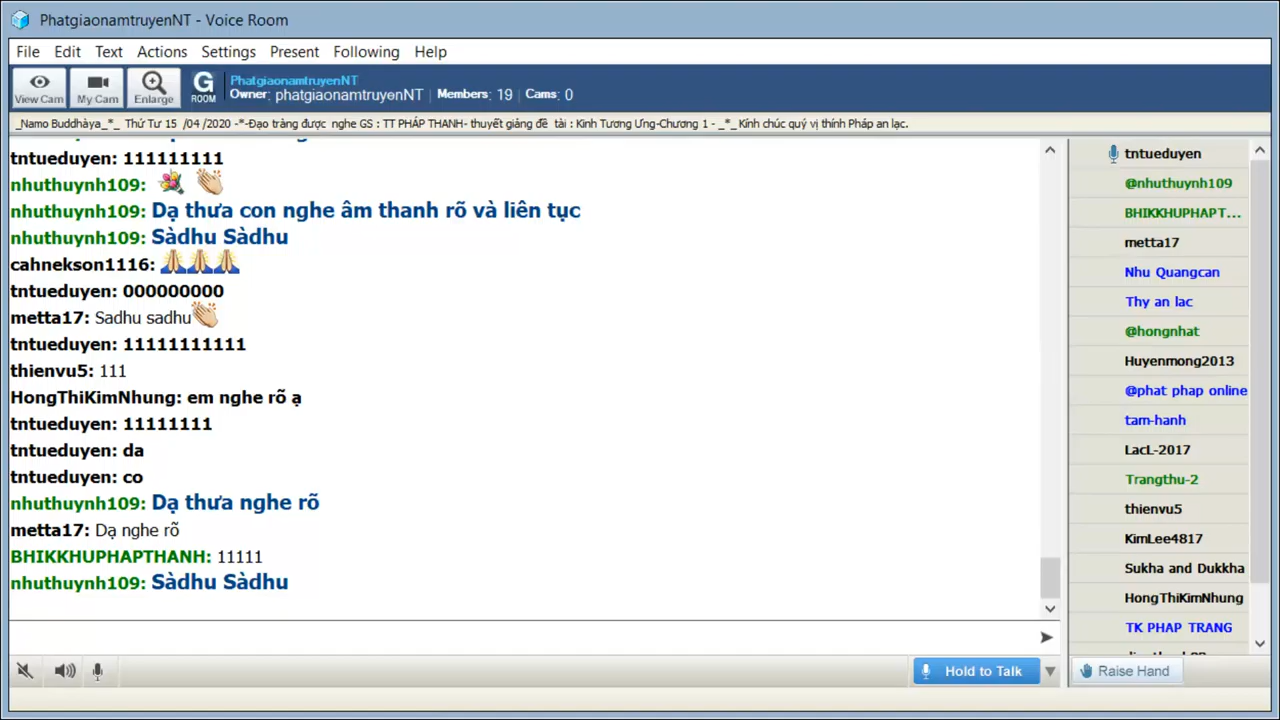 PhatgiaonamtruyenNT - Voice Room
File Edit Text Actions Settings Present Following Help
View Cam My Cam Enlarge G ROOM
PhatgiaonamtruyenNT
Owner: phatgiaonamtruyenNT | Members: 19 | Cams: 0
_Namo Buddhàya_*_ Thứ Tư 15 /04 /2020 -*-Đạo tràng được nghe GS : TT PHÁP THANH- thuyết giảng đề tài : Kinh Tương Ưng-Chương 1 - _*_ Kính chúc quý vị thính Pháp an lạc.
tntueduyen: 111111111
nhuthuynh109: 💐 👏
nhuthuynh109: Dạ thưa con nghe âm thanh rõ và liên tục
nhuthuynh109: Sàdhu Sàdhu
cahnekson1116: 🙏🙏🙏
tntueduyen: 000000000
metta17: Sadhu sadhu👏
tntueduyen: 11111111111
thienvu5: 111
HongThiKimNhung: em nghe rõ ạ
tntueduyen: 11111111
tntueduyen: da
tntueduyen: co
nhuthuynh109: Dạ thưa nghe rõ
metta17: Dạ nghe rõ
BHIKKHUPHAPTHANH: 11111
nhuthuynh109: Sàdhu Sàdhu
tntueduyen
@nhuthuynh109
BHIKKHUPHAPT...
metta17
Nhu Quangcan
Thy an lac
@hongnhat
Huyenmong2013
@phat phap online
tam-hanh
LacL-2017
Trangthu-2
thienvu5
KimLee4817
Sukha and Dukkha
HongThiKimNhung
TK PHAP TRANG
Hold to Talk
Raise Hand